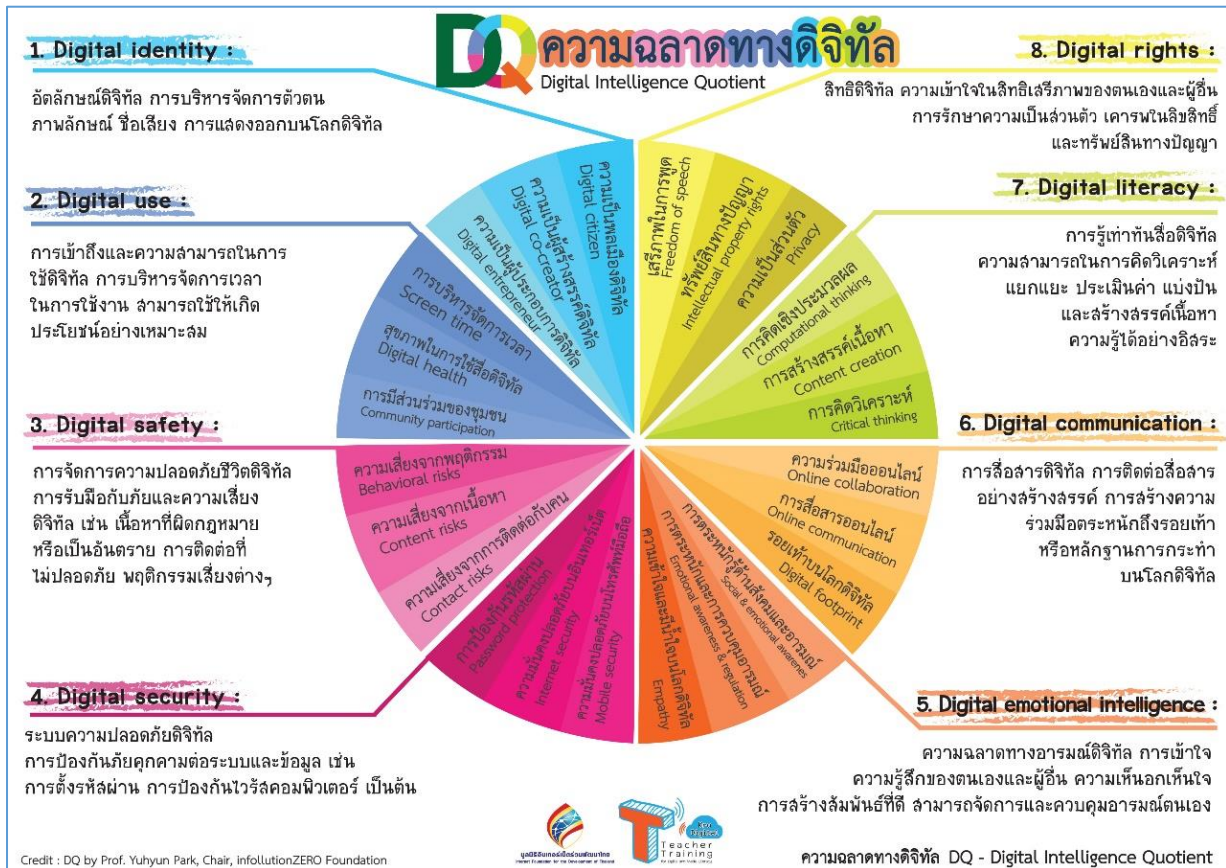 DQ ความฉลาดทางดิจิทัล
Digital Intelligence Quotient
1. Digital identity :
อัตลักษณ์ดิจิทัล การบริหารจัดการตัวตน
ภาพลักษณ์ ชื่อเสียง การแสดงออกบนโลกดิจิทัล
2. Digital use :
การเข้าถึงและความสามารถในการ
ใช้ดิจิทัล การบริหารจัดการเวลา
ในการใช้งาน สามารถใช้ให้เกิด
ประโยชน์อย่างเหมาะสม
3. Digital safety :
การจัดการความปลอดภัยชีวิตดิจิทัล
การรับมือกับภัยและความเสี่ยง
ดิจิทัล เช่น เนื้อหาที่ผิดกฎหมาย
หรือเป็นอันตราย การติดต่อที่
ไม่ปลอดภัย พฤติกรรมเสี่ยงต่างๆ
4. Digital security :
ระบบความปลอดภัยดิจิทัล
การป้องกันภัยคุกคามต่อระบบและข้อมูล เช่น
การตั้งรหัสผ่าน การป้องกันไวรัสคอมพิวเตอร์ เป็นต้น
8. Digital rights :
สิทธิดิจิทัล ความเข้าใจในสิทธิเสรีภาพของตนเองและผู้อื่น
การรักษาความเป็นส่วนตัว เคารพในลิขสิทธิ์
และทรัพย์สินทางปัญญา
7. Digital literacy :
การรู้เท่าทันสื่อดิจิทัล
ความสามารถในการคิดวิเคราะห์
แยกแยะ ประเมินค่า แบ่งปัน
และสร้างสรรค์เนื้อหา
ความรู้ได้อย่างอิสระ
6. Digital communication :
การสื่อสารดิจิทัล การติดต่อสื่อสาร
อย่างสร้างสรรค์ การสร้างความ
ร่วมมือตระหนักถึงรอยเท้า
หรือหลักฐานการกระทำ
บนโลกดิจิทัล
5. Digital emotional intelligence :
ความฉลาดทางอารมณ์ดิจิทัล การเข้าใจ
ความรู้สึกของตนเองและผู้อื่น ความเห็นอกเห็นใจ
การสร้างสัมพันธ์ที่ดี สามารถจัดการและควบคุมอารมณ์ตนเอง
ความเป็นพลเมืองดิจิทัล
Digital citizen
ความเป็นผู้สร้างสรรค์ดิจิทัล
Digital co-creator
ความเป็นผู้ประกอบการดิจิทัล
Digital entrepreneur
การบริหารจัดการเวลา
Screen time
สุขภาพในการใช้สื่อดิจิทัล
Digital health
การมีส่วนร่วมของชุมชน
Community participation
ความเสี่ยงจากพฤติกรรม
Behavioral risks
ความเสี่ยงจากเนื้อหา
Content risks
ความเสี่ยงจากการติดต่อกับคน
Contact risks
การป้องกันรหัสผ่าน
Password protection
ความมั่นคงปลอดภัยบนอินเทอร์เน็ต
Internet security
ความมั่นคงปลอดภัยบนโทรศัพท์มือถือ
Mobile security
ความเข้าใจและมีน้ำใจบนโลกดิจิทัล
Empathy
การตระหนักและการควบคุมอารมณ์
Emotional awareness & regulation
การตระหนักรู้ด้านสังคมและอารมณ์
Social & emotional awarenes
รอยเท้าบนโลกดิจิทัล
Digital footprint
การสื่อสารออนไลน์
Online communication
ความร่วมมือออนไลน์
Online collaboration
การคิดวิเคราะห์
Critical thinking
การสร้างสรรค์เนื้อหา
Content creation
การคิดเชิงประมวลผล
Computational thinking
ความเป็นส่วนตัว
Privacy
ทรัพย์สินทางปัญญา
Intellectual property rights
เสรีภาพในการพูด
Freedom of speech
มูลนิธิอินเทอร์เน็ตร่วมพัฒนาไทย
Teacher
Training
Credit : DQ by Prof. Yuhyun Park, Chair, infollutionZERO Foundation
ความฉลาดทางดิจิทัล DQ - Digital Intelligence Quotient